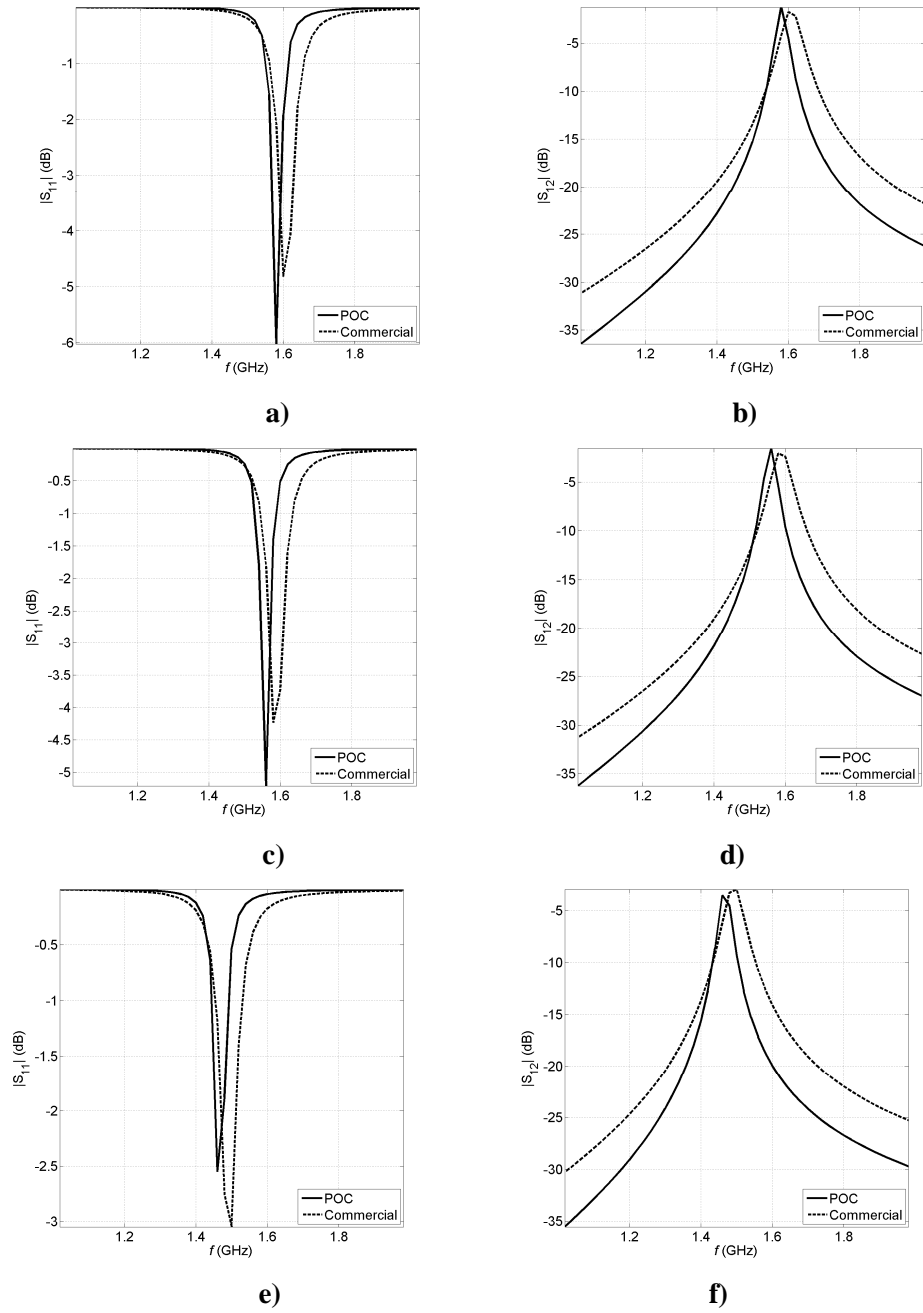 |S11| (dB)
-1
-2
-3
-4
-5
-6
1.2 1.4 1.6 1.8
f (GHz)
POC
Commercial
a)
|S12| (dB)
-5
-10
-15
-20
-25
-30
-35
1.2 1.4 1.6 1.8
f (GHz)
POC
Commercial
b)
|S11| (dB)
-0.5
-1
-1.5
-2
-2.5
-3
-3.5
-4
-4.5
-5
1.2 1.4 1.6 1.8
f (GHz)
POC
Commercial
c)
|S12| (dB)
-5
-10
-15
-20
-25
-30
-35
1.2 1.4 1.6 1.8
f (GHz)
POC
Commercial
d)
|S11| (dB)
-0.5
-1
-1.5
-2
-2.5
-3
1.2 1.4 1.6 1.8
f (GHz)
POC
Commercial
e)
|S12| (dB)
-5
-10
-15
-20
-25
-30
-35
1.2 1.4 1.6 1.8
f (GHz)
POC
Commercial
f)